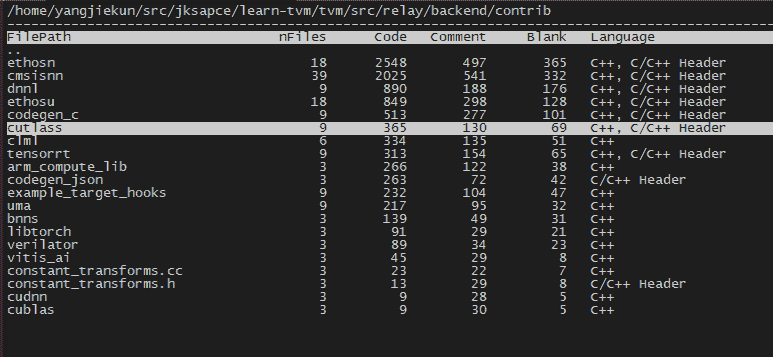 /home/yangjiekun/src/jksapce/learn-tvm/tvm/src/relay/backend/contrib
--------------------------------------------------------------------------------
FilePath nFiles Code Comment Blank Language
..
ethosn 18 2548 497 365 C++, C/C++ Header
cmsisnn 39 2025 541 332 C++, C/C++ Header
dnnl 9 890 188 176 C++, C/C++ Header
ethosu 18 849 298 128 C++, C/C++ Header
codegen_c 9 513 277 101 C++, C/C++ Header
cutlass 9 365 130 69 C++, C/C++ Header
clml 6 334 135 51 C++
tensorrt 9 313 154 65 C++, C/C++ Header
arm_compute_lib 3 266 122 38 C++
codegen_json 3 263 72 42 C/C++ Header
example_target_hooks 9 232 104 47 C++
uma 9 217 95 32 C++
bnns 3 139 49 31 C++
libtorch 3 91 29 21 C++
verilator 3 89 34 23 C++
vitis_ai 3 45 29 8 C++
constant_transforms.cc 3 23 22 7 C++
constant_transforms.h 3 13 29 8 C/C++ Header
cudnn 3 9 28 5 C++
cublas 3 9 30 5 C++